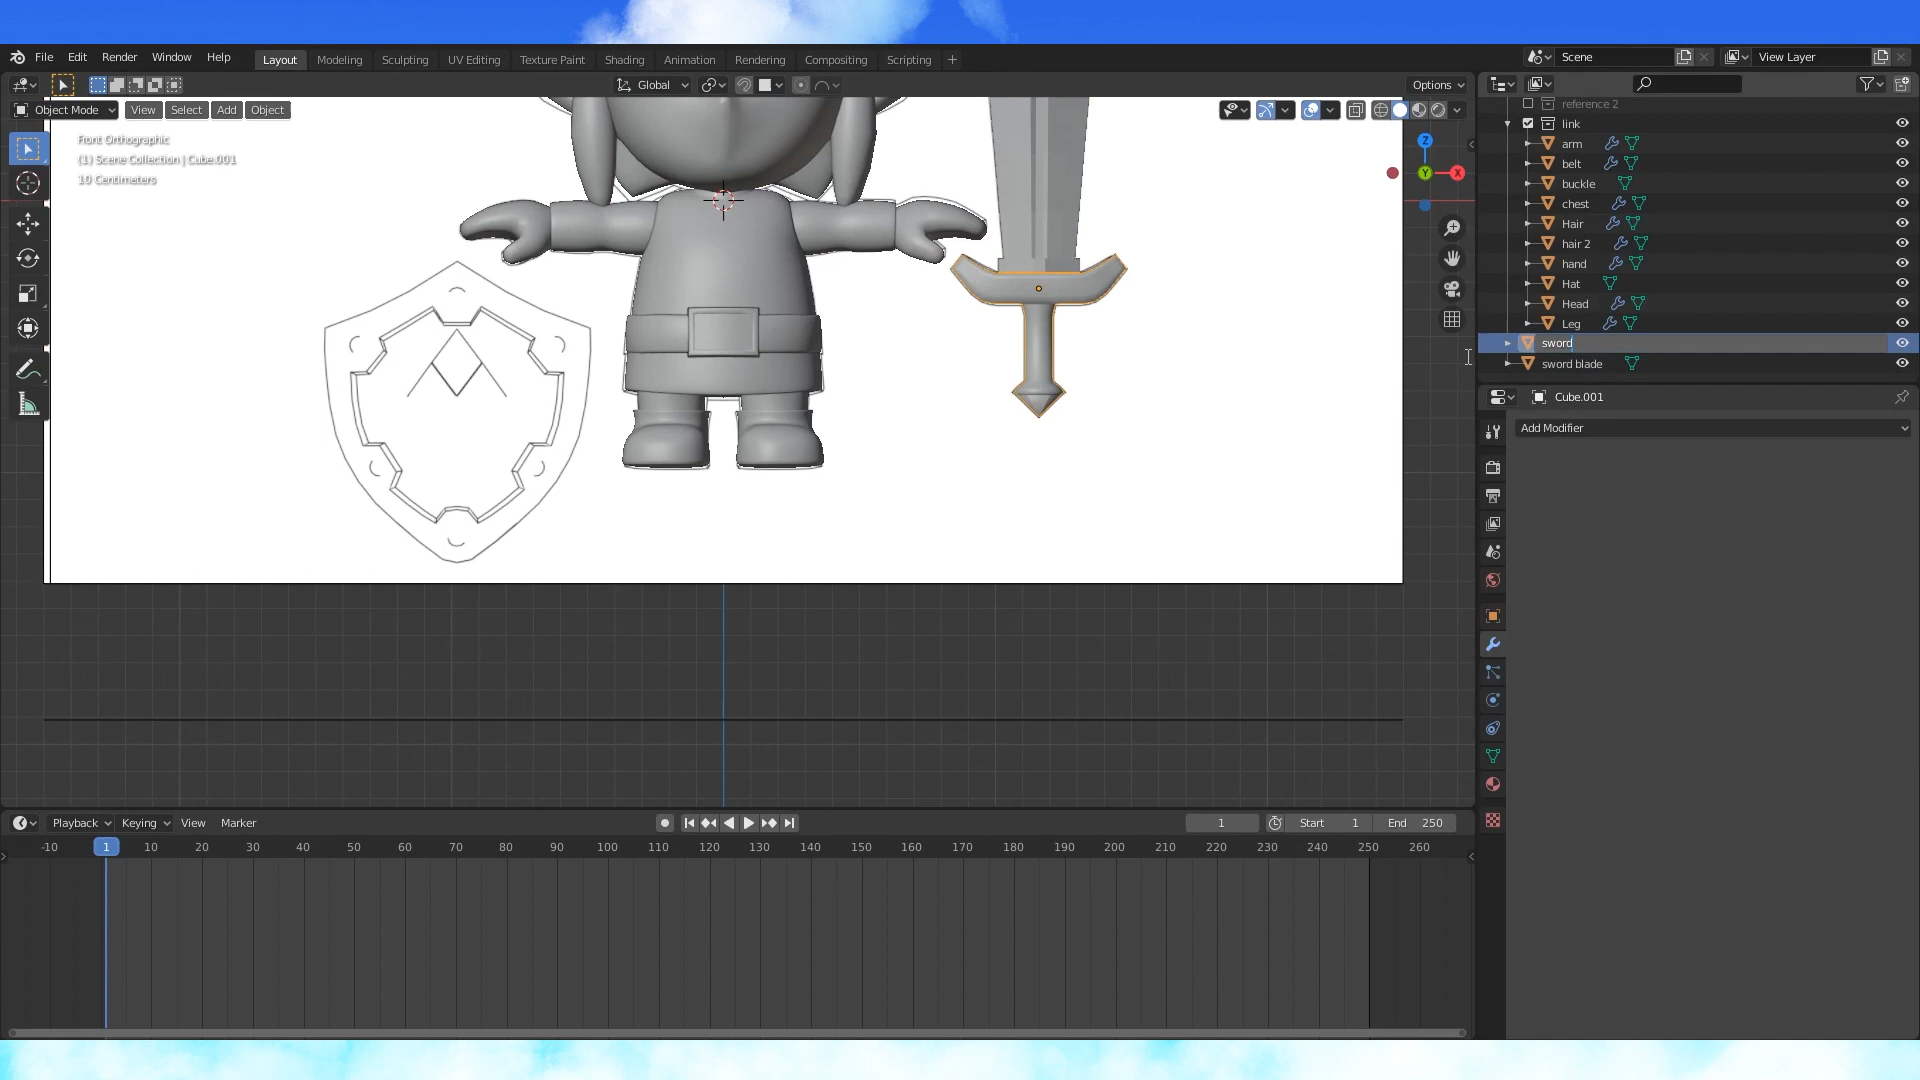 File Edit Render Window Help
Layout Modeling Sculpting UV Editing Texture Paint Shading Animation Rendering Compositing Scripting +
Scene
View Layer
Global
Options
Object Mode View Select Add Object
Front Orthographic
(1) Scene Collection | Cube.001
10 Centimeters
Z
Y
X
reference 2
link
arm
belt
buckle
chest
Hair
hair 2
hand
Hat
Head
Leg
sword
sword blade
Cube.001
Add Modifier
Playback Keying View Marker
1
Start 1
End 250
-10 1 10 20 30 40 50 60 70 80 90 100 110 120 130 140 150 160 170 180 190 200 210 220 230 240 250 260